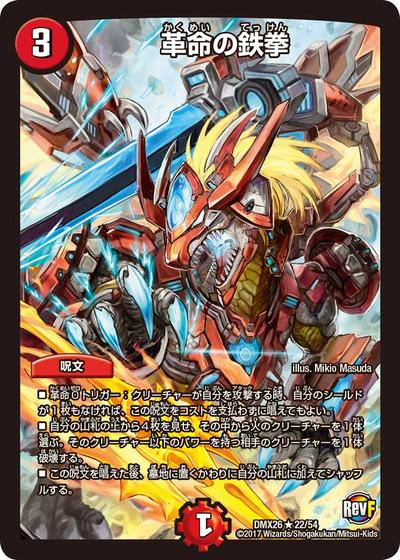 3
かくめい てっけん
革命の鉄拳
呪文
illus. Mikio Masuda
■革命0トリガー:クリーチャーが自分を攻撃する時、自分のシールド
が1枚もなければ、この呪文をコストを支払わずに唱えてもよい。
■自分の山札の上から4枚を見せ、その中から火のクリーチャーを1体
選ぶ。そのクリーチャー以下のパワーを持つ相手のクリーチャーを1体
破壊する。
■この呪文を唱えた後、墓地に置くかわりに自分の山札に加えてシャッフ
ルする。
1
DMX26 ★ 22/54
©2017 Wizards/Shogakukan/Mitsui-Kids
RevF